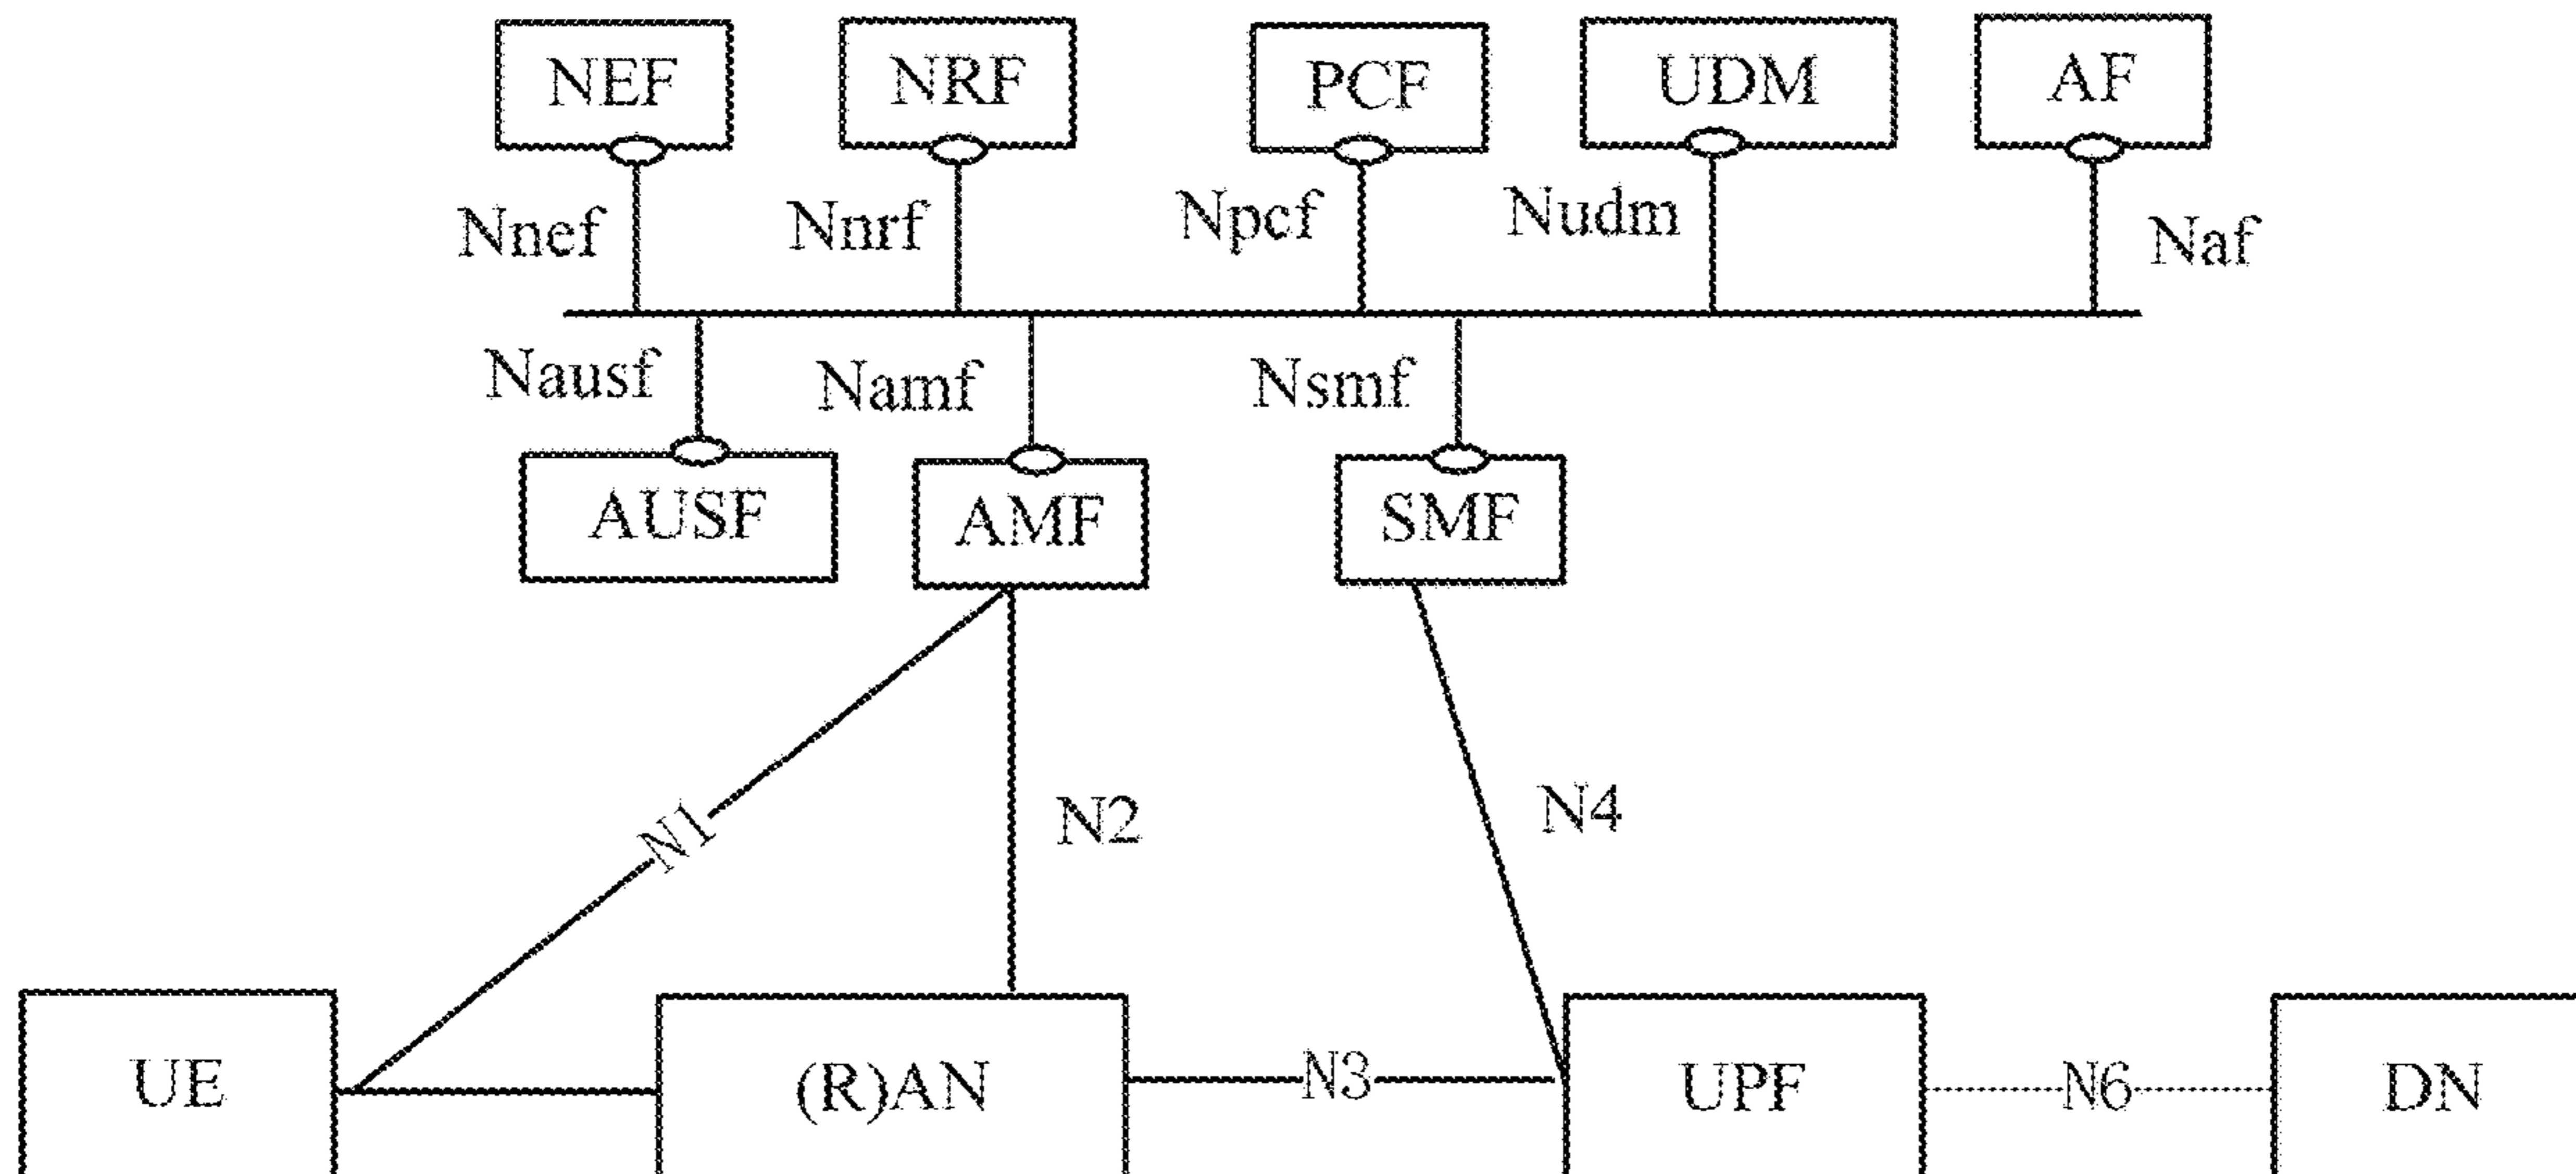 NEF NRF PCF UDM AF
Nnef Nnrf Npcf Nudm Naf
Nausf Namf Nsmf
AUSF AMF SMF
N1 N2 N4
UE (R)AN N3 UPF N6 DN